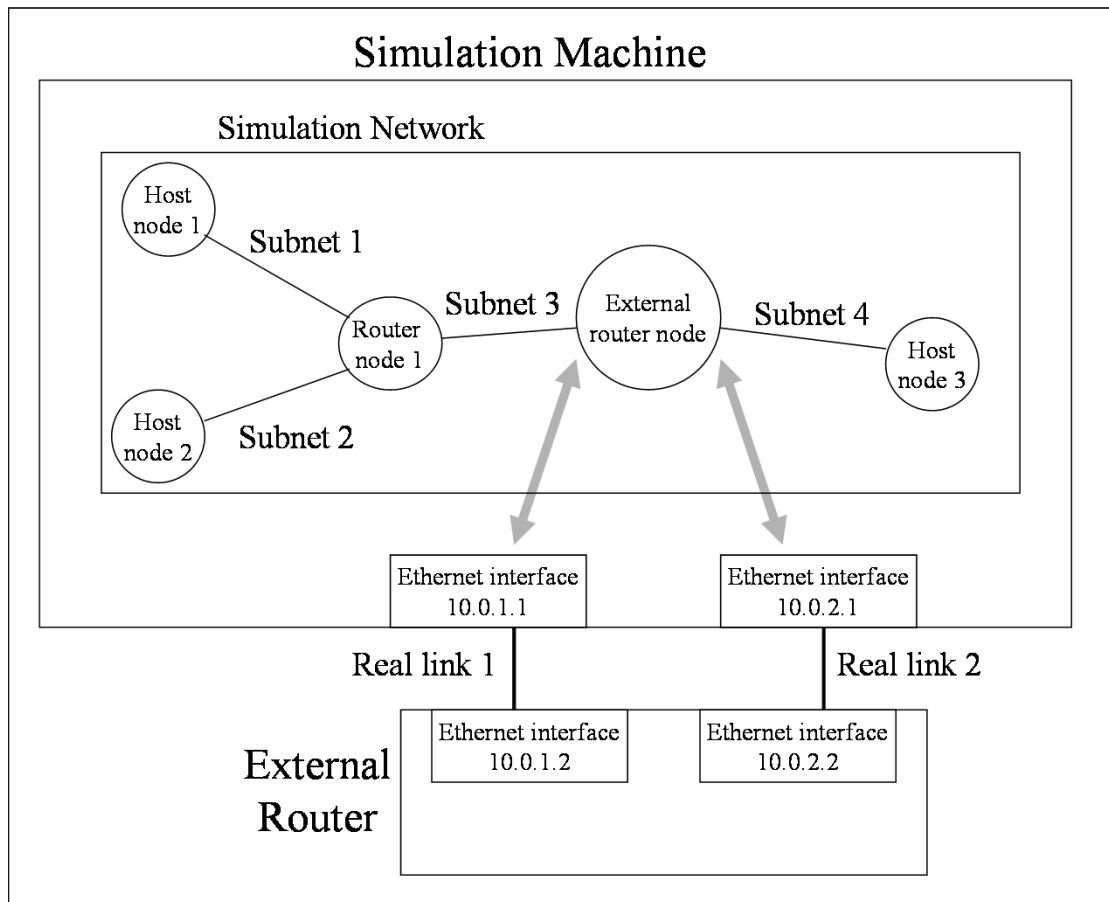 Simulation Machine
Simulation Network
Host
node 1
Subnet 1
Subnet 3
External
router node
Subnet 4
Router
node 1
Host
node 3
Host
node 2
Subnet 2
Ethernet interface
10.0.1.1
Ethernet interface
10.0.2.1
Real link 1
Real link 2
Ethernet interface
10.0.1.2
Ethernet interface
10.0.2.2
External
Router